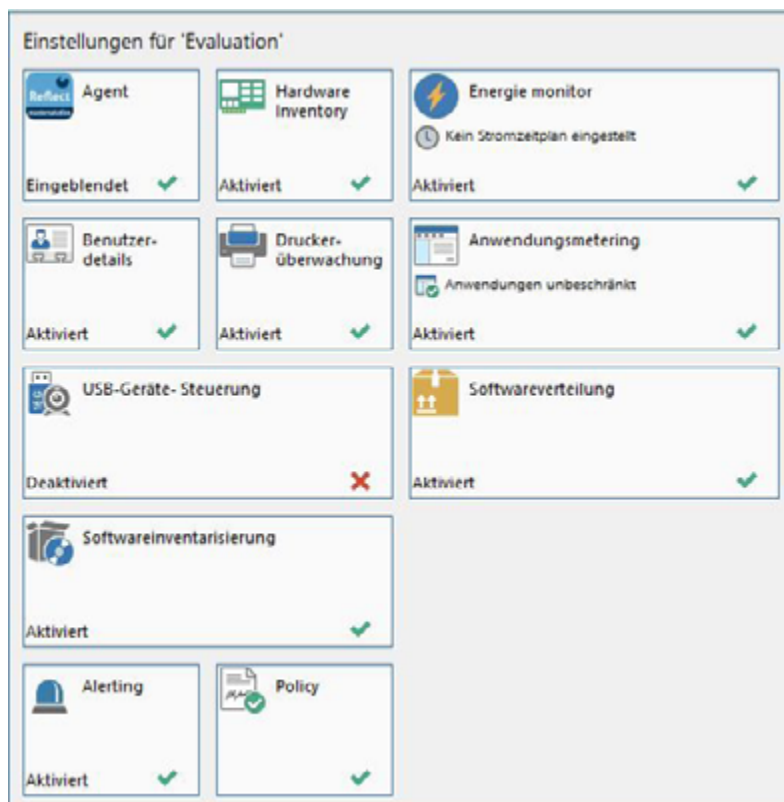 Einstellungen für 'Evaluation'
Reflect
Agent
Eingeblendet
Hardware
Inventory
Aktiviert
Energie monitor
Kein Stromzeitplan eingestellt
Aktiviert
Benutzer-
details
Aktiviert
Drucker-
überwachung
Aktiviert
Anwendungsmetering
Anwendungen unbeschränkt
Aktiviert
USB-Geräte- Steuerung
Deaktiviert
Softwareverteilung
Aktiviert
Softwareinventarisierung
Aktiviert
Alerting
Aktiviert
Policy